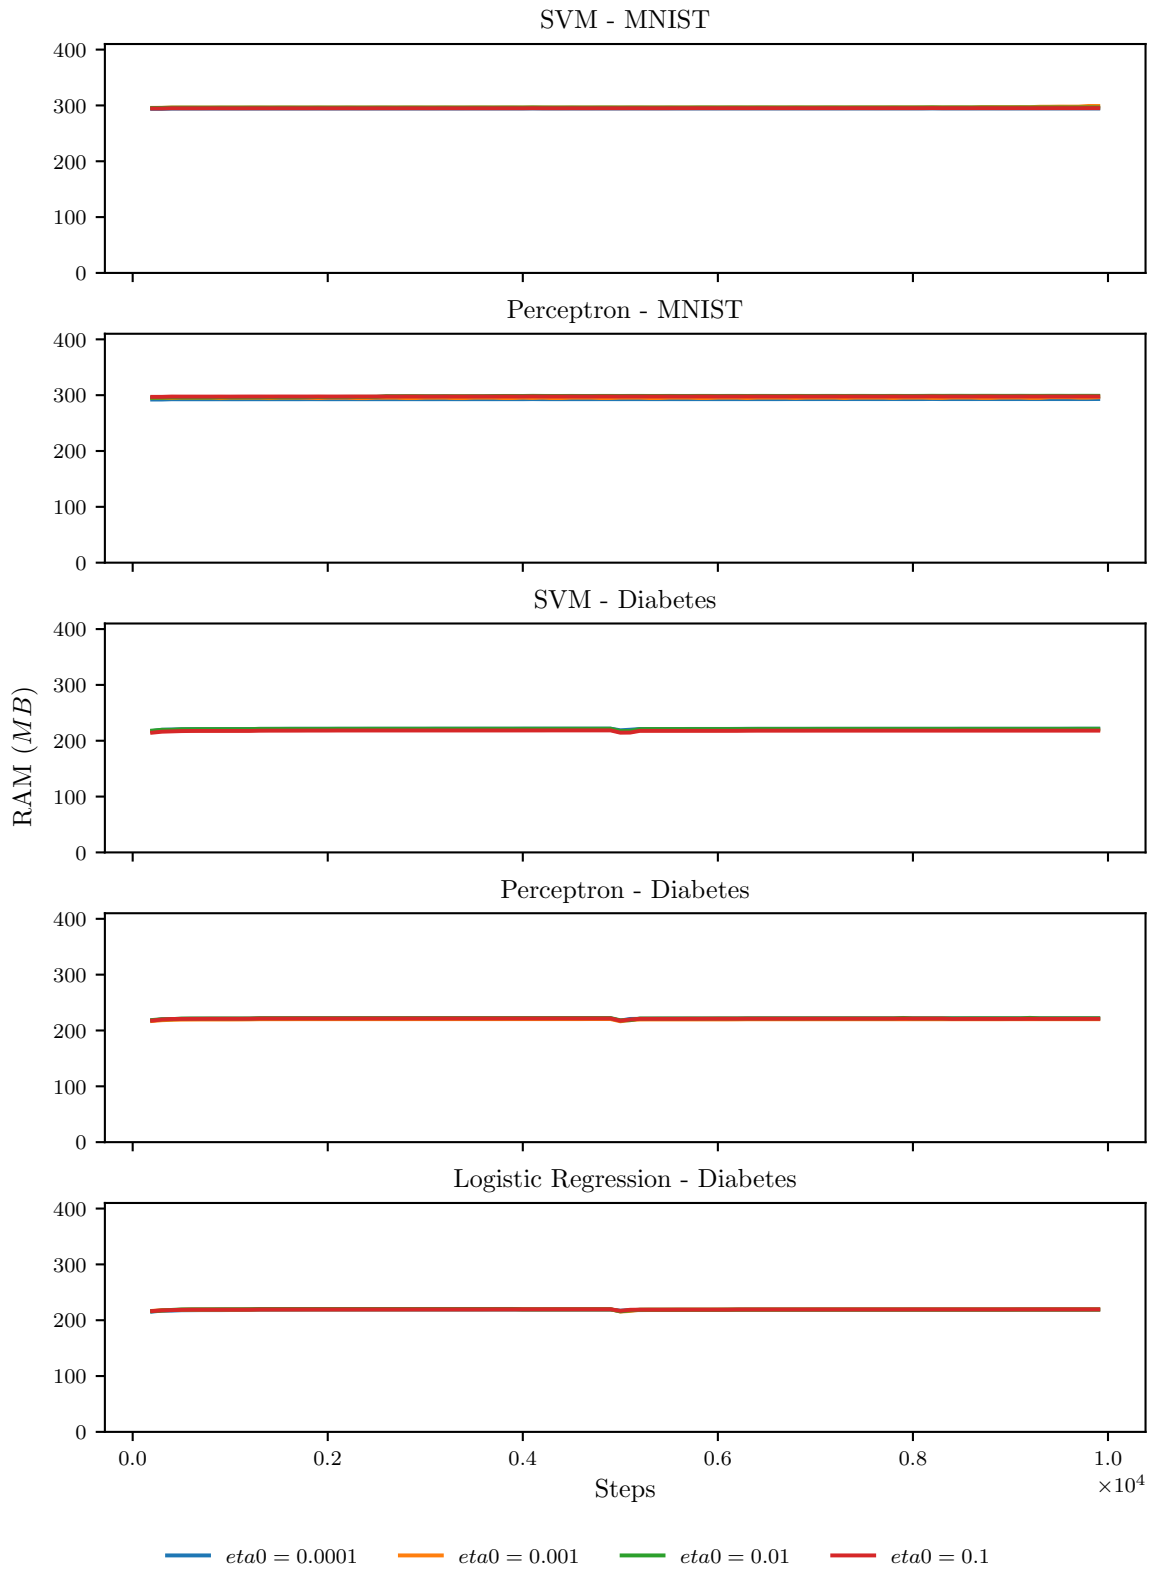 SVM - MNIST
400
300
200
100
0
Perceptron - MNIST
400
300
200
100
0
SVM - Diabetes
400
300
200
100
0
RAM (MB)
Perceptron - Diabetes
400
300
200
100
0
Logistic Regression - Diabetes
400
300
200
100
0
0.0 0.2 0.4 0.6 0.8 1.0
×10⁴
Steps
eta0 = 0.0001 eta0 = 0.001 eta0 = 0.01 eta0 = 0.1